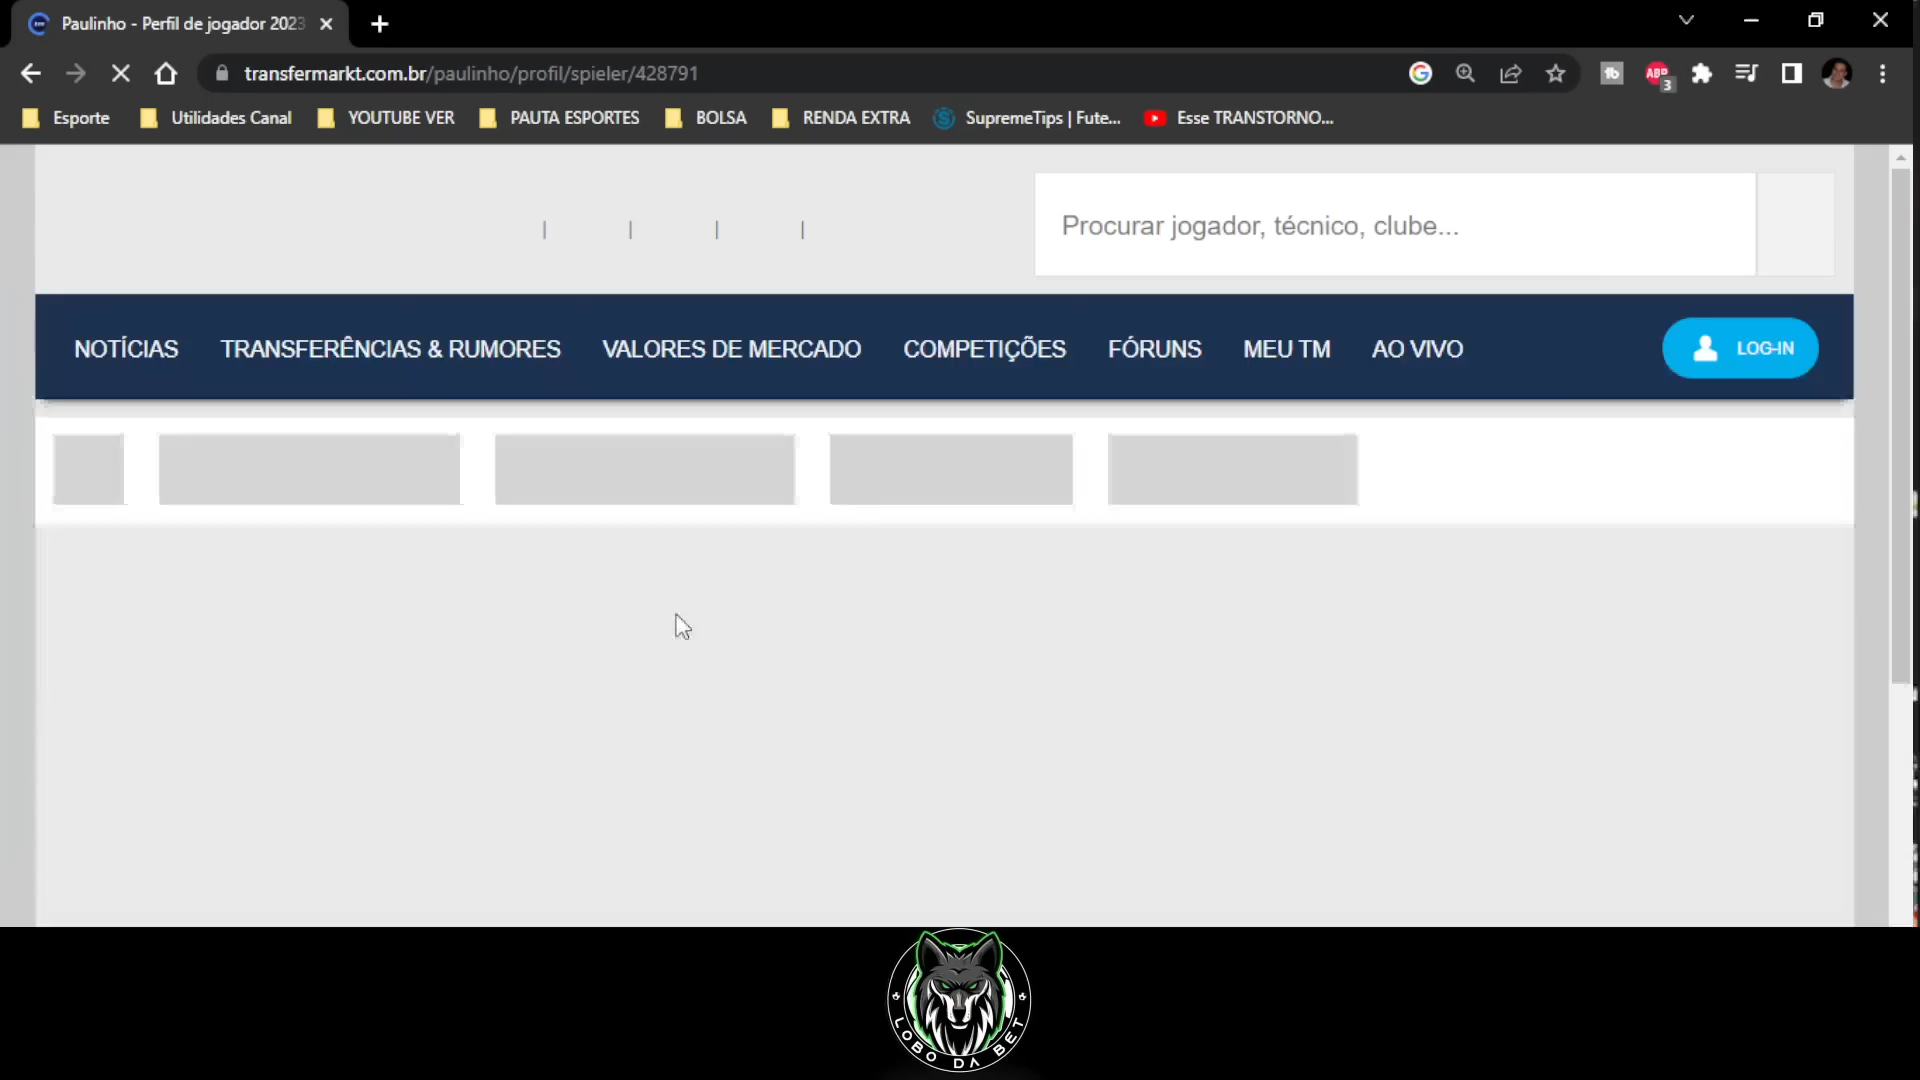 Paulinho - Perfil de jogador 2023
transfermarkt.com.br/paulinho/profil/spieler/428791
ABP
3
Esporte
Utilidades Canal
YOUTUBE VER
PAUTA ESPORTES
BOLSA
RENDA EXTRA
SupremeTips | Fute...
Esse TRANSTORNO...
Procurar jogador, técnico, clube...
NOTÍCIAS
TRANSFERÊNCIAS & RUMORES
VALORES DE MERCADO
COMPETIÇÕES
FÓRUNS
MEU TM
AO VIVO
LOG-IN
LOBO DA BET